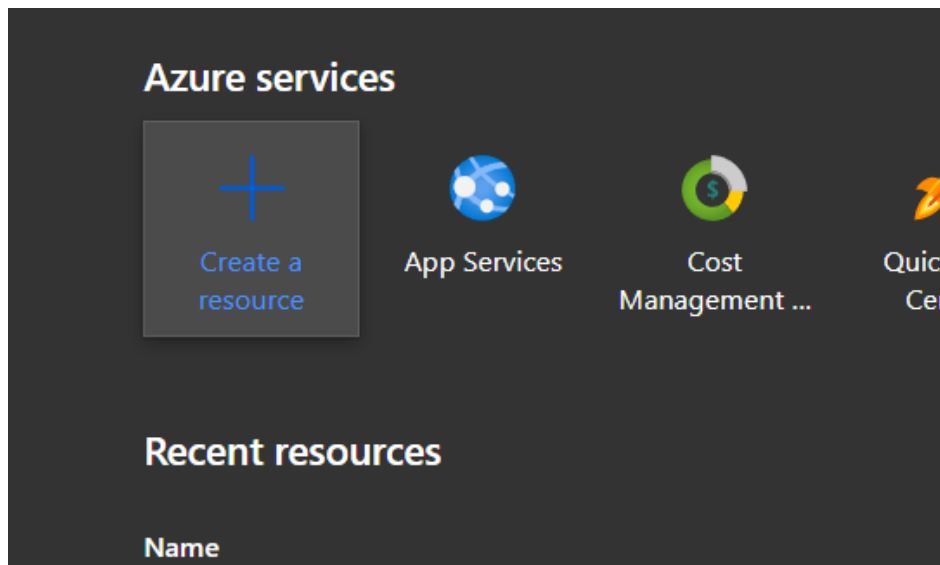 Azure services
Create a
resource
App Services
Cost
Management ...
Recent resources
Name